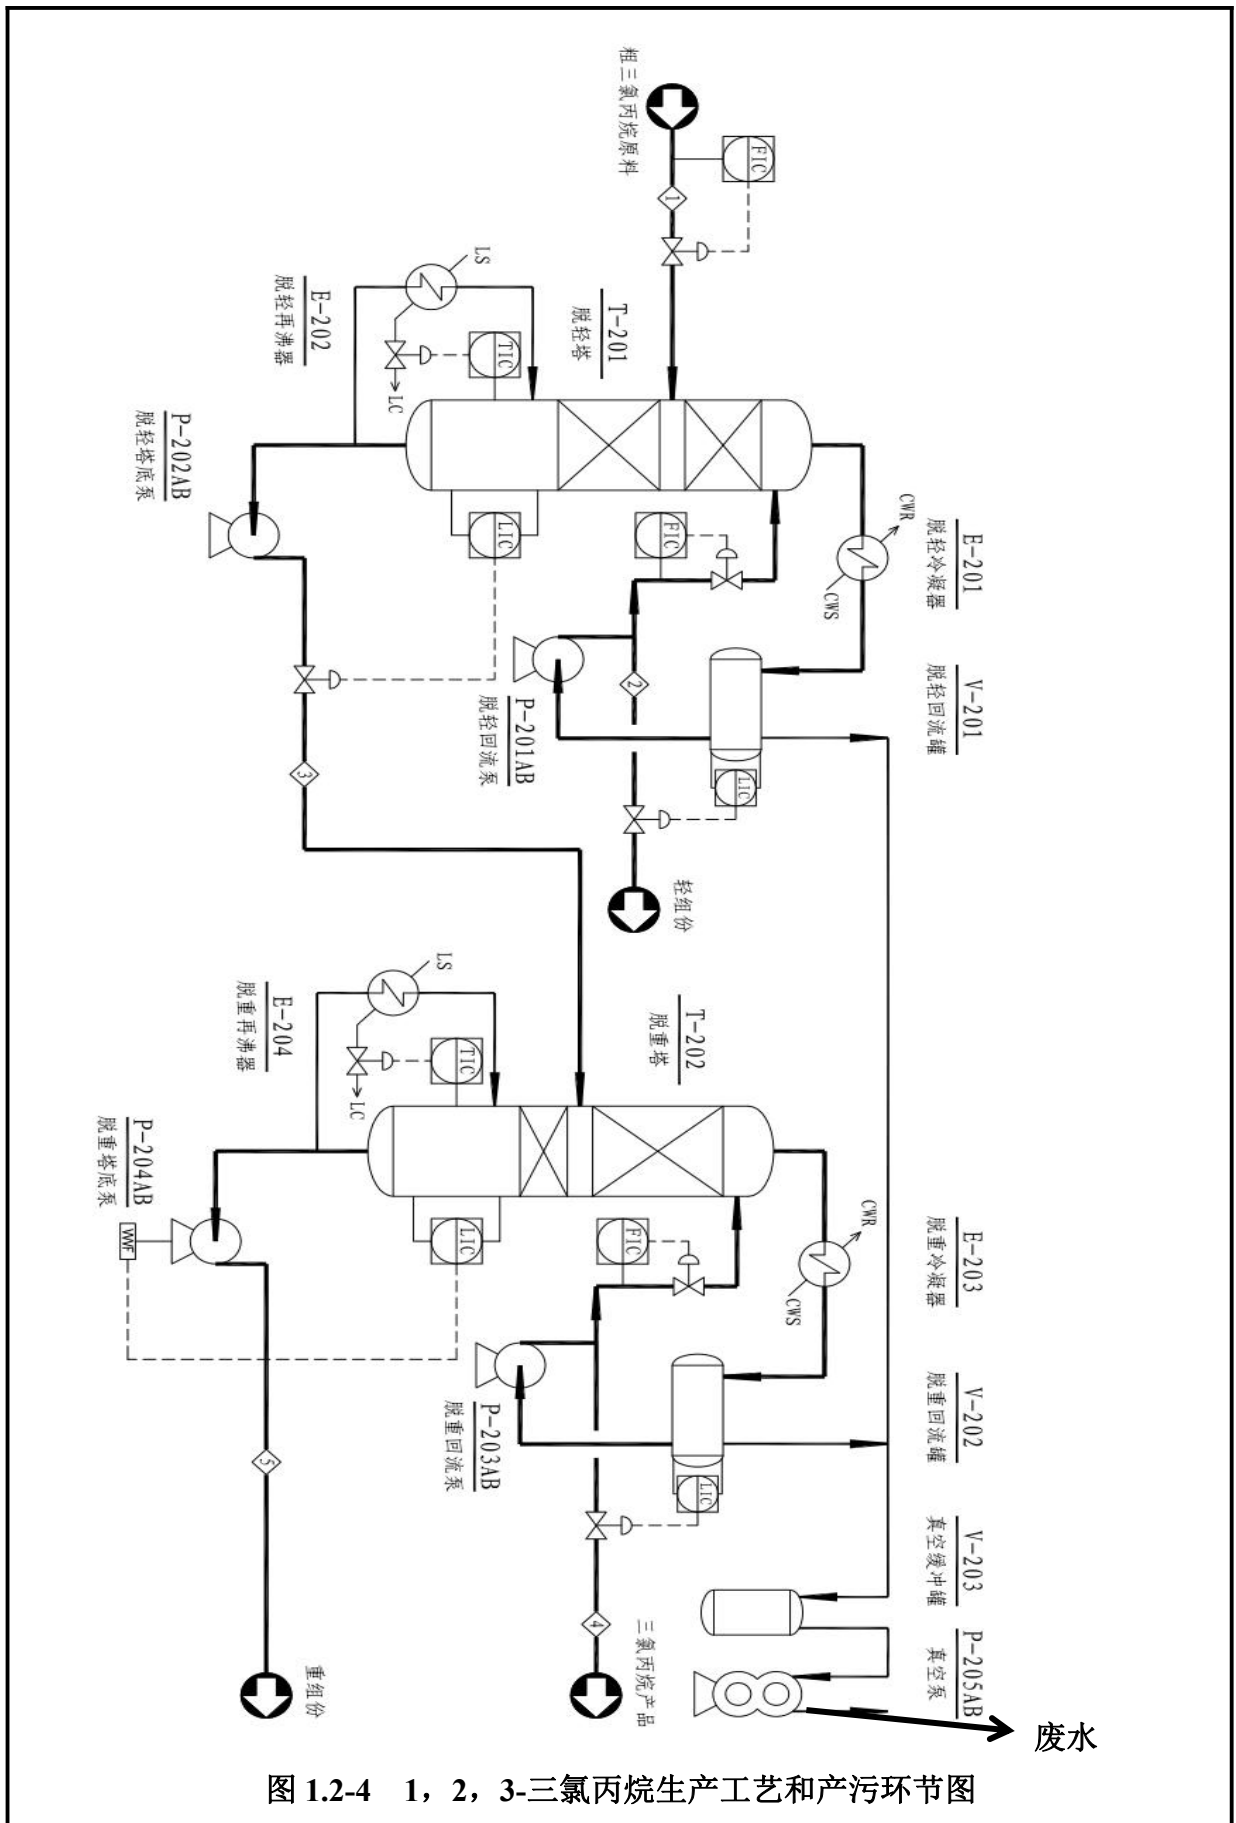 粗三氯丙烷原料
FIC
1
E-202
脱轻再沸器
LS
TIC
LC
T-201
脱轻塔
P-202AB
脱轻塔底泵
LIC
FIC
CWR
CWS
E-201
脱轻冷凝器
P-201AB
脱轻回流泵
2
V-201
脱轻回流罐
LIC
3
轻组份
E-204
脱重再沸器
LS
TIC
LC
T-202
脱重塔
P-204AB
脱重塔底泵
VVVF
LIC
FIC
CWR
CWS
E-203
脱重冷凝器
P-203AB
脱重回流泵
V-202
脱重回流罐
LIC
5
4
V-203
真空缓冲罐
P-205AB
真空泵
重组份
三氯丙烷产品
废水
图 1.2-4 1，2，3-三氯丙烷生产工艺和产污环节图